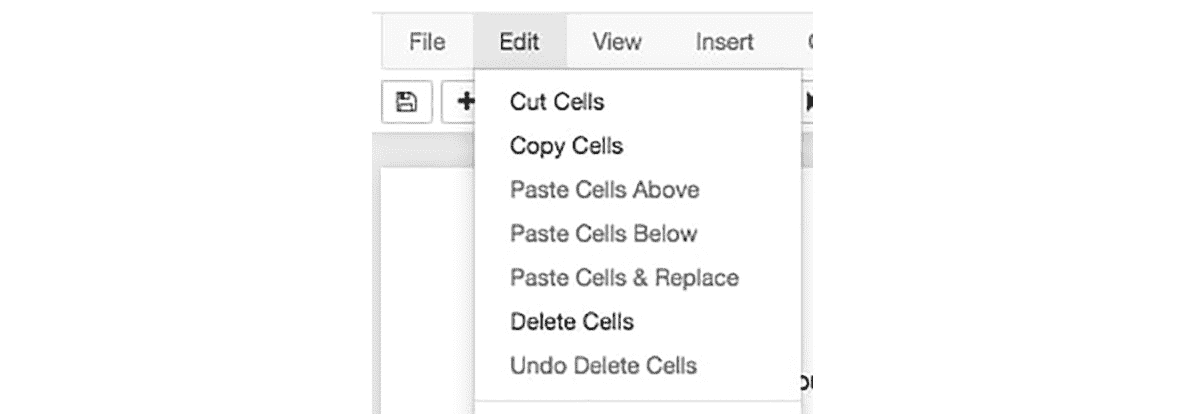 File Edit View Insert
Cut Cells
Copy Cells
Paste Cells Above
Paste Cells Below
Paste Cells & Replace
Delete Cells
Undo Delete Cells